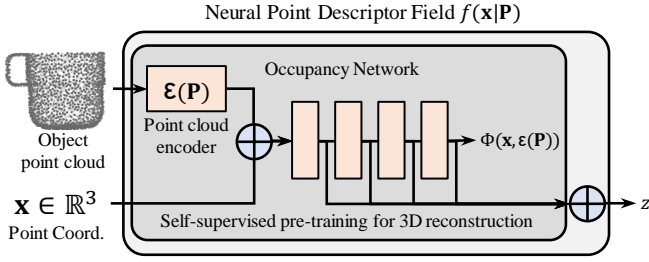 Neural Point Descriptor Field f(x|P)
Occupancy Network
ε(P)
Object
point cloud
Point cloud
encoder
Φ(x, ε(P))
x ∈ ℝ³
Point Coord.
Self-supervised pre-training for 3D reconstruction
z